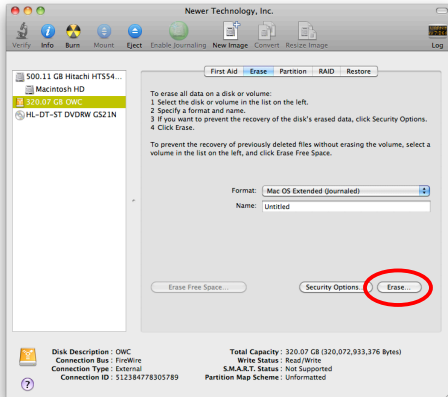 Newer Technology, Inc.
Verify Info Burn Mount Eject Enable Journaling New Image Convert Resize Image Log
First Aid Erase Partition RAID Restore
500.11 GB Hitachi HTS54...
Macintosh HD
320.07 GB OWC
HL-DT-ST DVDRW GS21N
To erase all data on a disk or volume:
1 Select the disk or volume in the list on the left.
2 Specify a format and name.
3 If you want to prevent the recovery of the disk's erased data, click Security Options.
4 Click Erase.
To prevent the recovery of previously deleted files without erasing the volume, select a
volume in the list on the left, and click Erase Free Space.
Format: Mac OS Extended (Journaled)
Name: Untitled
Erase Free Space... Security Options... Erase...
Disk Description : OWC Total Capacity : 320.07 GB (320,072,933,376 Bytes)
Connection Bus : FireWire Write Status : Read/Write
Connection Type : External S.M.A.R.T. Status : Not Supported
Connection ID : 512384778305789 Partition Map Scheme : Unformatted
?